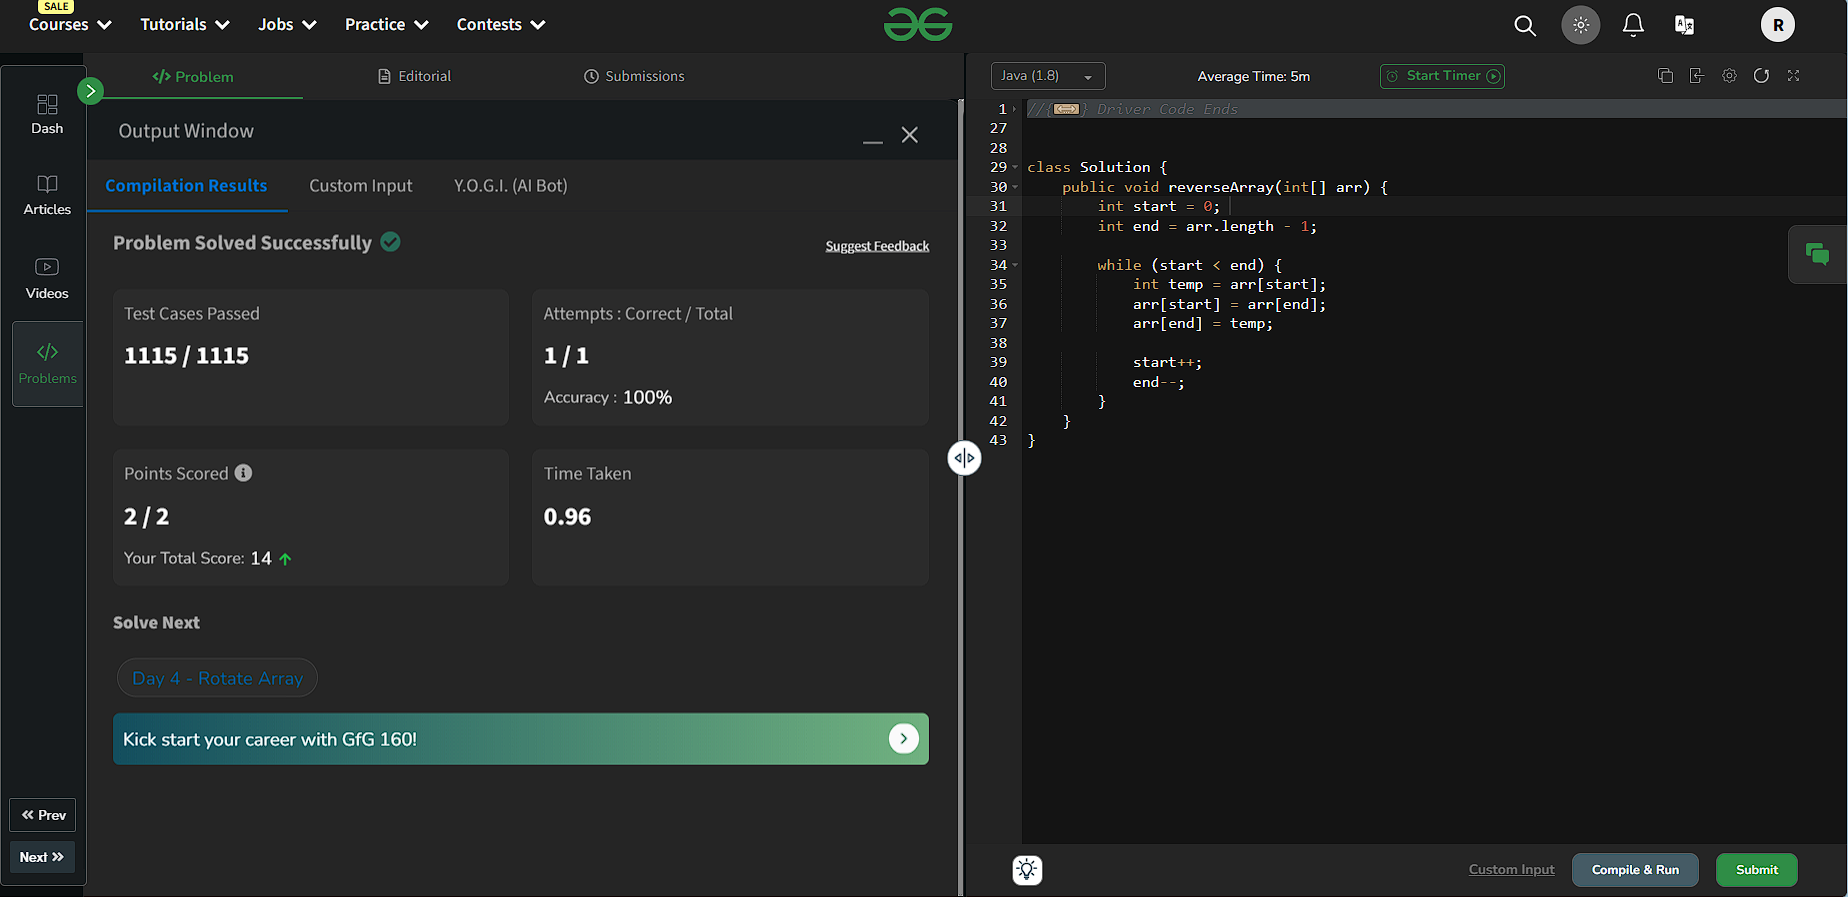 SALE
Courses Tutorials Jobs Practice Contests
R
Dash
Articles
Videos
Problems
« Prev
Next »
</> Problem Editorial Submissions
Output Window
Compilation Results Custom Input Y.O.G.I. (AI Bot)
Problem Solved Successfully
Suggest Feedback
Test Cases Passed
1115 / 1115
Attempts : Correct / Total
1 / 1
Accuracy : 100%
Points Scored
2 / 2
Your Total Score: 14
Time Taken
0.96
Solve Next
Day 4 - Rotate Array
Kick start your career with GfG 160!
Java (1.8) Average Time: 5m Start Timer
1 //{ } Driver Code Ends
27
28
29 class Solution {
30 public void reverseArray(int[] arr) {
31 int start = 0;
32 int end = arr.length - 1;
33
34 while (start < end) {
35 int temp = arr[start];
36 arr[start] = arr[end];
37 arr[end] = temp;
38
39 start++;
40 end--;
41 }
42 }
43 }
Custom Input Compile & Run Submit